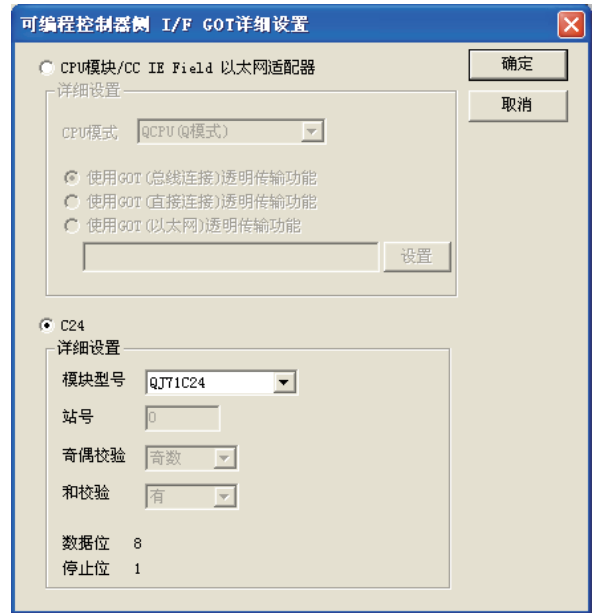 可编程控制器侧 I/F GOT详细设置
CPU模块/CC IE Field 以太网适配器
确定
详细设置
取消
CPU模式 QCPU(Q模式)
使用GOT(总线连接)透明传输功能
使用GOT(直接连接)透明传输功能
使用GOT(以太网)透明传输功能
设置
C24
详细设置
模块型号 QJ71C24
站号 0
奇偶校验 奇数
和校验 有
数据位 8
停止位 1